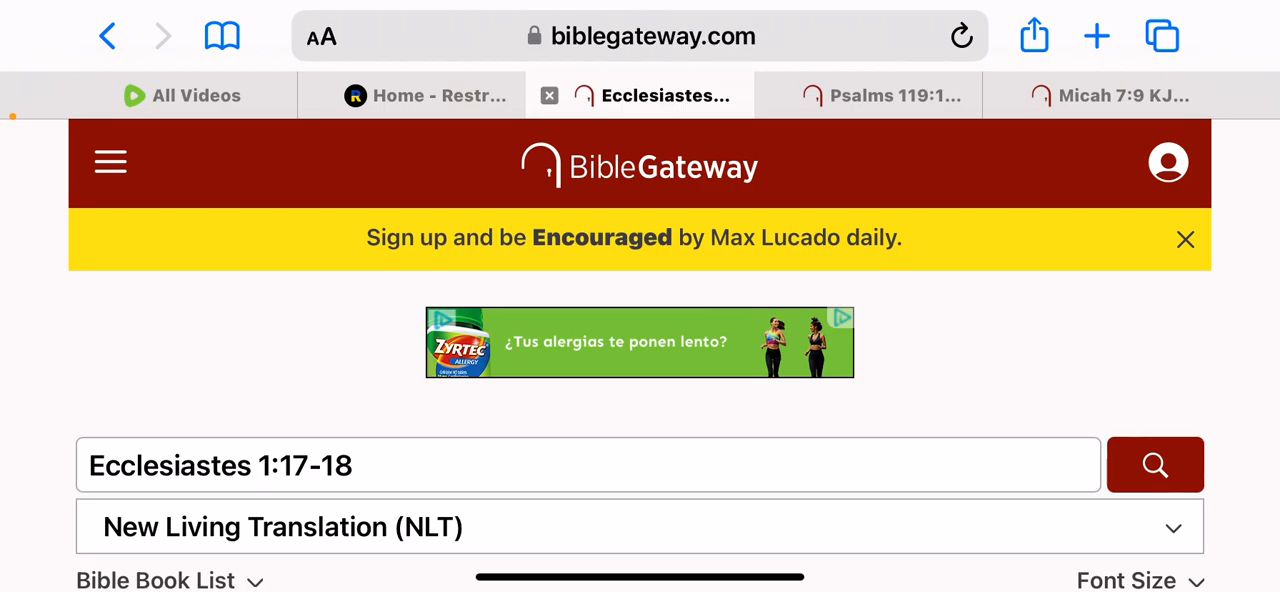 AA biblegateway.com
All Videos Home - Restr... Ecclesiastes... Psalms 119:1... Micah 7:9 KJ...
BibleGateway
Sign up and be Encouraged by Max Lucado daily.
ZYRTEC
ALLERGY
¿Tus alergias te ponen lento?
Ecclesiastes 1:17-18
New Living Translation (NLT)
Bible Book List Font Size